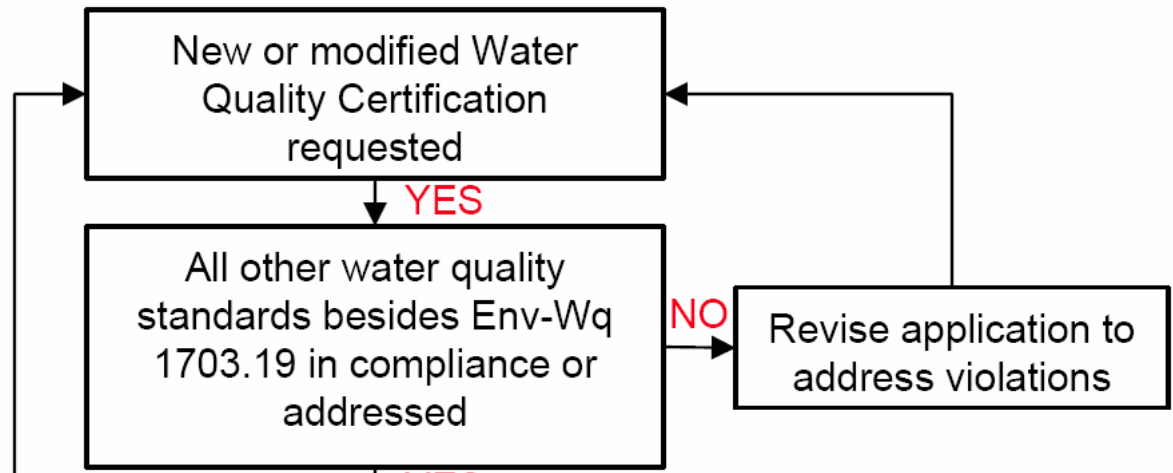 New or modified Water
Quality Certification
requested
YES
All other water quality
standards besides Env-Wq
1703.19 in compliance or
addressed
NO
Revise application to
address violations